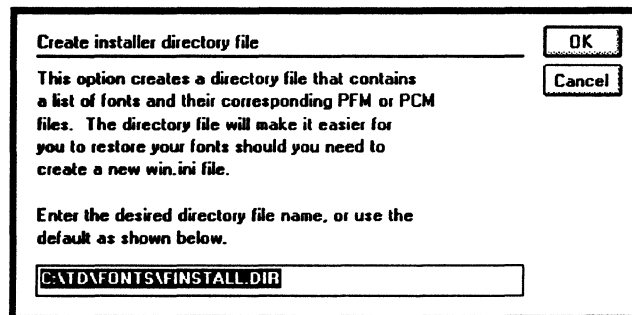 Create installer directory file
OK
This option creates a directory file that contains
a list of fonts and their corresponding PFM or PCM
files. The directory file will make it easier for
you to restore your fonts should you need to
create a new win.ini file.
Cancel
Enter the desired directory file name, or use the
default as shown below.
C:\TD\FONTS\FINSTALL.DIR